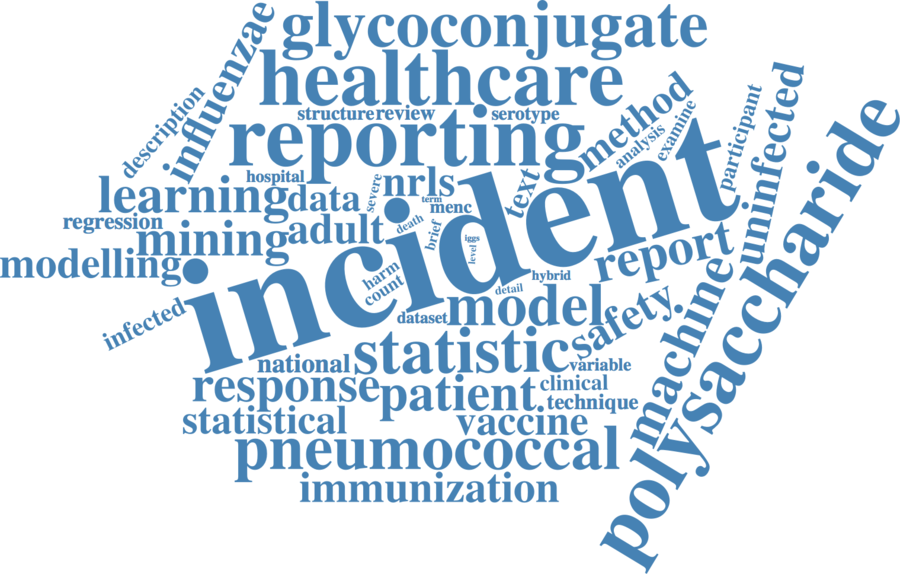 glycoconjugate
influenzae
healthcare
description
structure review serotype
reporting
method
analysis
examine
participant
uninfected
polysaccharide
hospital
learning data
severe
nrls
term
menc
text
incident
regression
mining adult
death
brief
iggs
level
modelling
harm
count
hybrid
detail
report
infected
dataset model
safety
machine
national statistic
variable
response patient clinical
technique
statistical vaccine
pneumococcal
immunization